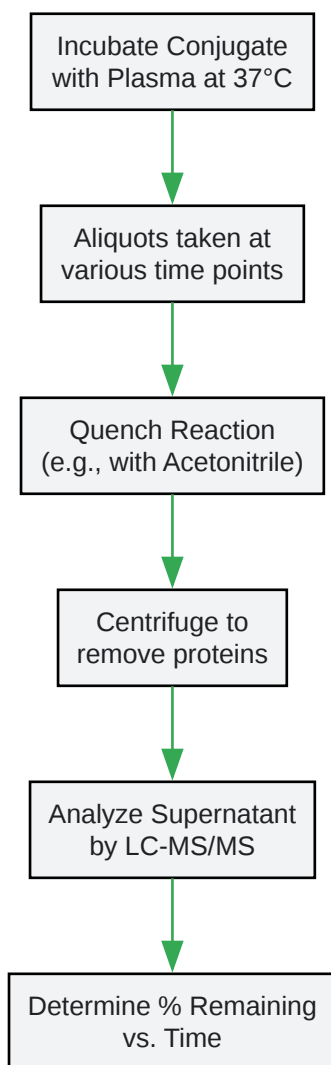 Incubate Conjugate
with Plasma at 37°C
Aliquots taken at
various time points
Quench Reaction
(e.g., with Acetonitrile)
Centrifuge to
remove proteins
Analyze Supernatant
by LC-MS/MS
Determine % Remaining
vs. Time